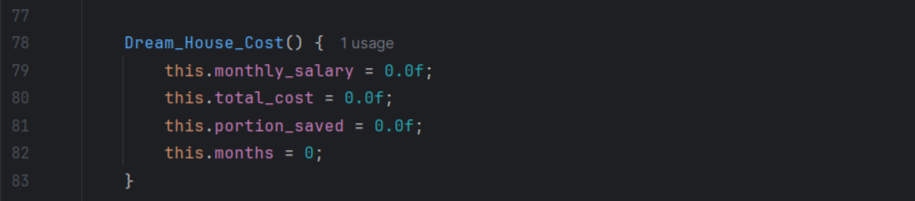 77
78 Dream_House_Cost() { 1 usage
79 this.monthly_salary = 0.0f;
80 this.total_cost = 0.0f;
81 this.portion_saved = 0.0f;
82 this.months = 0;
83 }